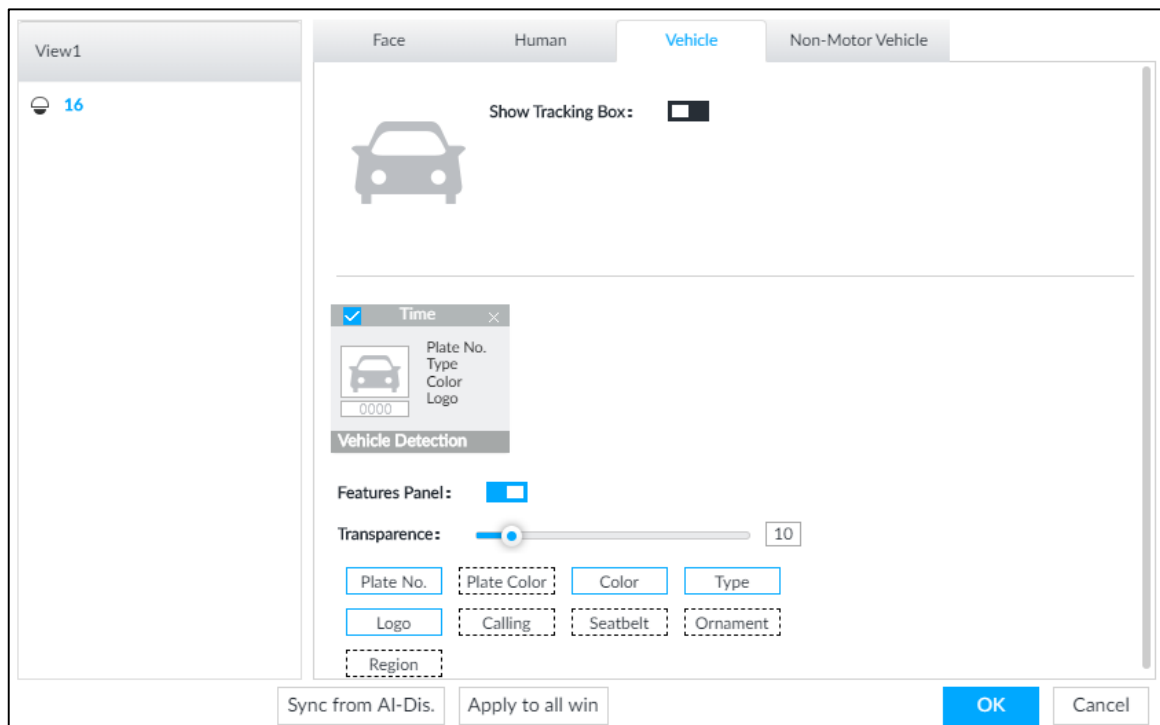 View1
16
Face Human Vehicle Non-Motor Vehicle
Show Tracking Box:
Time
Plate No.
Type
Color
Logo
0000
Vehicle Detection
Features Panel:
Transparence: 10
Plate No. Plate Color Color Type
Logo Calling Seatbelt Ornament
Region
Sync from AI-Dis. Apply to all win OK Cancel